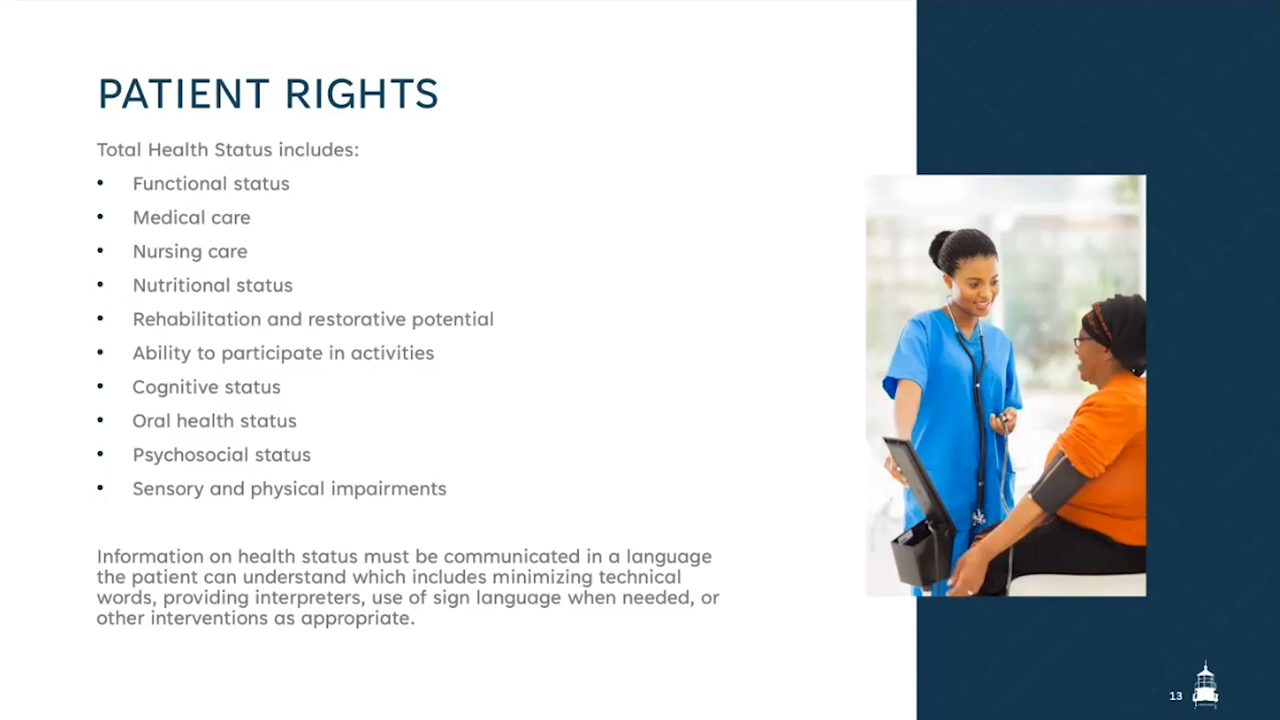 PATIENT RIGHTS
Total Health Status includes:
• Functional status
• Medical care
• Nursing care
• Nutritional status
• Rehabilitation and restorative potential
• Ability to participate in activities
• Cognitive status
• Oral health status
• Psychosocial status
• Sensory and physical impairments
Information on health status must be communicated in a language
the patient can understand which includes minimizing technical
words, providing interpreters, use of sign language when needed, or
other interventions as appropriate.
13